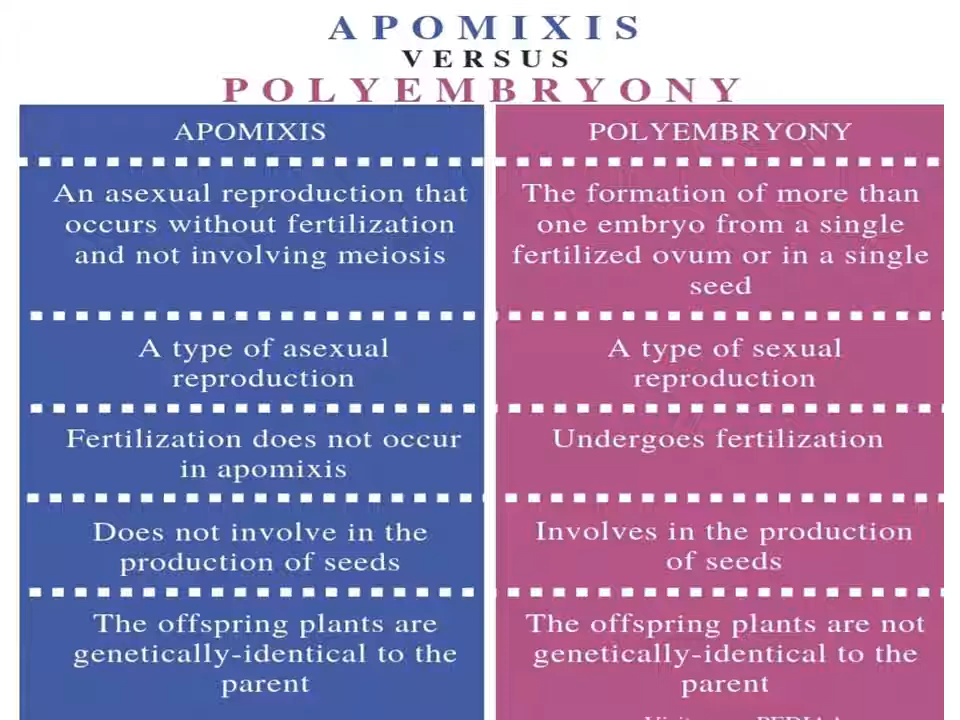 APOMIXIS
VERSUS
POLYEMBRYONY
APOMIXIS
An asexual reproduction that
occurs without fertilization
and not involving meiosis
A type of asexual
reproduction
Fertilization does not occur
in apomixis
Does not involve in the
production of seeds
The offspring plants are
genetically-identical to the
parent
POLYEMBRYONY
The formation of more than
one embryo from a single
fertilized ovum or in a single
seed
A type of sexual
reproduction
Undergoes fertilization
Involves in the production
of seeds
The offspring plants are not
genetically-identical to the
parent